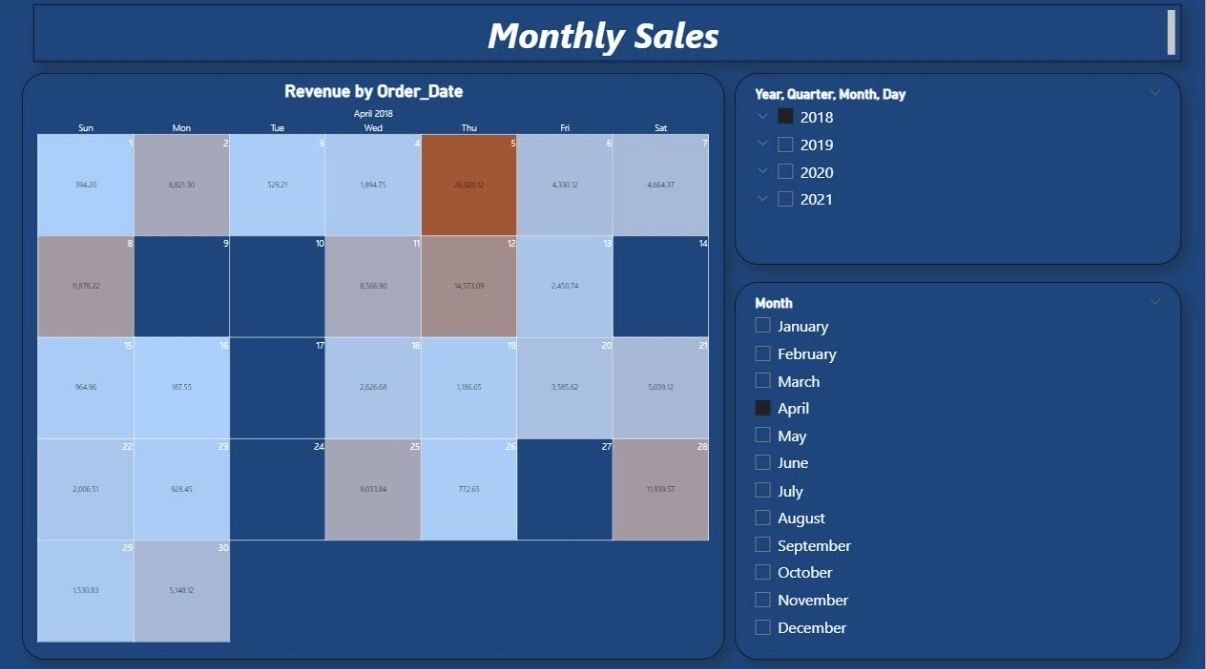 Monthly Sales
Revenue by Order_Date
April 2018
Sun Mon Tue Wed Thu Fri Sat
1 2 3 4 5 6 7
394.20 8,821.30 529.21 1,894.75 4,330.12 4,664.37
8 9 10 11 12 13 14
11,878.22 8,566.90 14,573.09 2,450.74
15 16 17 18 19 20 21
964.96 187.55 2,626.68 1,186.65 3,585.62 5,039.12
22 23 24 25 26 27 28
2,006.51 928.45 9,033.84 772.65 11,939.57
29 30
1,530.83 5,148.12
Year, Quarter, Month, Day
2018
2019
2020
2021
Month
January
February
March
April
May
June
July
August
September
October
November
December